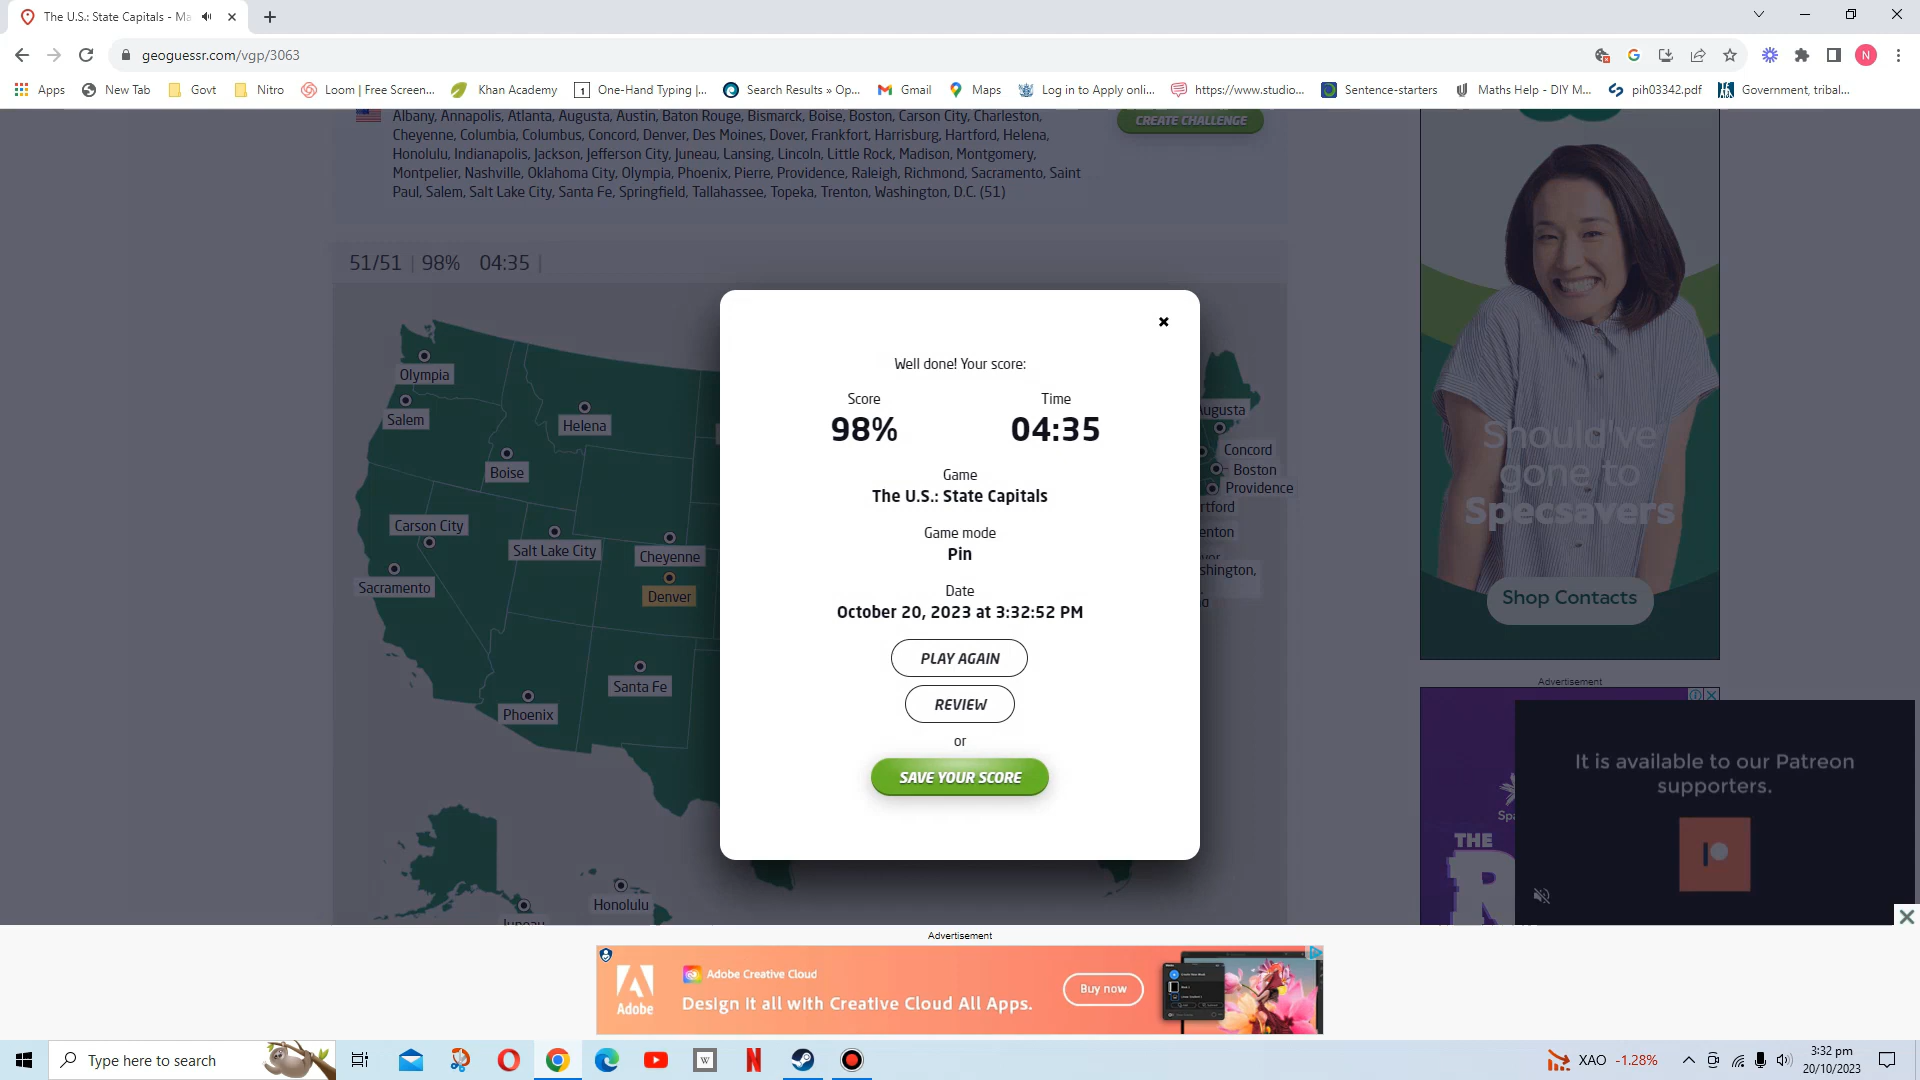 The U.S.: State Capitals - Ma
geoguessr.com/vgp/3063
N
Apps
New Tab
Govt
Nitro
Loom | Free Screen...
Khan Academy
1
One-Hand Typing |...
Search Results » Op...
Gmail
Maps
Log in to Apply onli...
https://www.studio...
Sentence-starters
Maths Help - DIY M...
pih03342.pdf
Government, tribal...
Albany, Annapolis, Atlanta, Augusta, Austin, Baton Rouge, Bismarck, Boise, Boston, Carson City, Charleston,
Cheyenne, Columbia, Columbus, Concord, Denver, Des Moines, Dover, Frankfort, Harrisburg, Hartford, Helena,
Honolulu, Indianapolis, Jackson, Jefferson City, Juneau, Lansing, Lincoln, Little Rock, Madison, Montgomery,
Montpelier, Nashville, Oklahoma City, Olympia, Phoenix, Pierre, Providence, Raleigh, Richmond, Sacramento, Saint
Paul, Salem, Salt Lake City, Santa Fe, Springfield, Tallahassee, Topeka, Trenton, Washington, D.C. (51)
CREATE CHALLENGE
51/51 | 98% 04:35 |
Olympia
Salem
Helena
Boise
Carson City
Salt Lake City
Cheyenne
Sacramento
Denver
Santa Fe
Phoenix
Honolulu
Juneau
Augusta
Concord
Boston
Providence
rtford
enton
ver
shington,
Well done! Your score:
Score
98%
Time
04:35
Game
The U.S.: State Capitals
Game mode
Pin
Date
October 20, 2023 at 3:32:52 PM
PLAY AGAIN
REVIEW
or
SAVE YOUR SCORE
Should've
gone to
Specsavers
Shop Contacts
Advertisement
Spa
THE
R
It is available to our Patreon
supporters.
Advertisement
Adobe
Adobe Creative Cloud
Design it all with Creative Cloud All Apps.
Buy now
Type here to search
W
N
XAO -1.28%
3:32 pm
20/10/2023